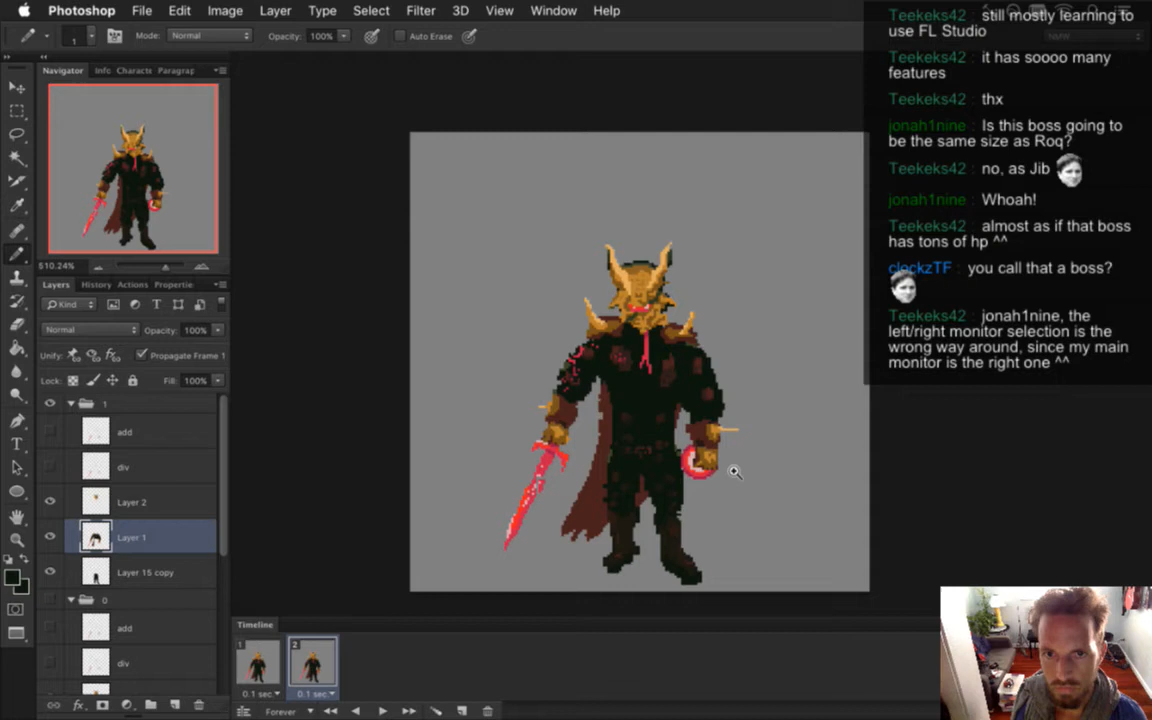 Photoshop File Edit Image Layer Type Select Filter 3D View Window Help
1 Mode: Normal Opacity: 100% Auto Erase
Navigator Info Characte Paragrap
510.24%
Layers History Actions Propertie
Kind
Normal Opacity: 100%
Unify: Propagate Frame 1
Lock: Fill: 100%
1
add
div
Layer 2
Layer 1
Layer 15 copy
0
add
div
Timeline
1 2
0.1 sec. 0.1 sec.
Forever
Teekeks42 : still mostly learning to
use FL Studio
Teekeks42 : it has soooo many
features
Teekeks42 : thx
jonah1nine : Is this boss going to
be the same size as Roq?
Teekeks42 : no, as Jib
jonah1nine : Whoah!
Teekeks42 : almost as if that boss
has tons of hp ^^
clockzTF : you call that a boss?
Teekeks42 : jonah1nine, the
left/right monitor selection is the
wrong way around, since my main
monitor is the right one ^^